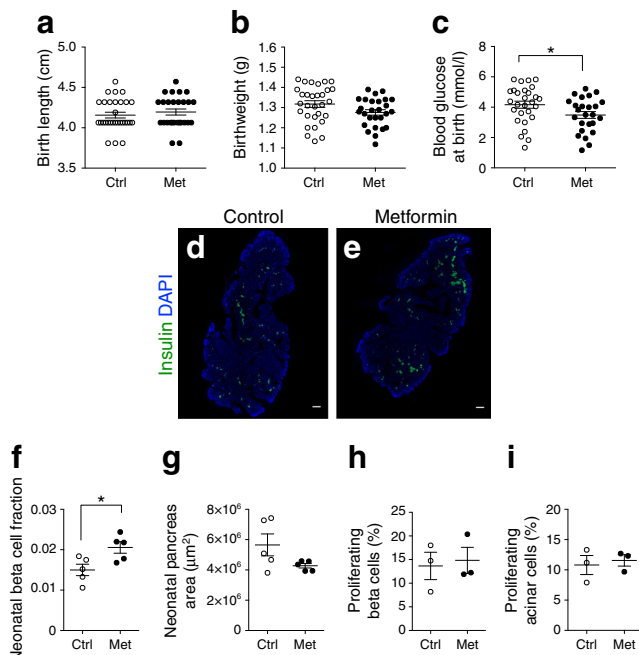 a
b
c
Birth length (cm)
5.0
4.5
4.0
3.5
Ctrl
Met
Birthweight (g)
1.6
1.5
1.4
1.3
1.2
1.1
1.0
Ctrl
Met
Blood glucose
at birth (mmol/l)
8
6
4
2
0
*
Ctrl
Met
Control
Metformin
d
e
Insulin DAPI
f
g
h
i
Neonatal beta cell fraction
0.03
0.02
0.01
0
*
Ctrl
Met
Neonatal pancreas
area (μm²)
8×10⁶
6×10⁶
4×10⁶
2×10⁶
0
Ctrl
Met
Proliferating
beta cells (%)
25
20
15
10
5
0
Ctrl
Met
Proliferating
acinar cells (%)
20
15
10
5
0
Ctrl
Met